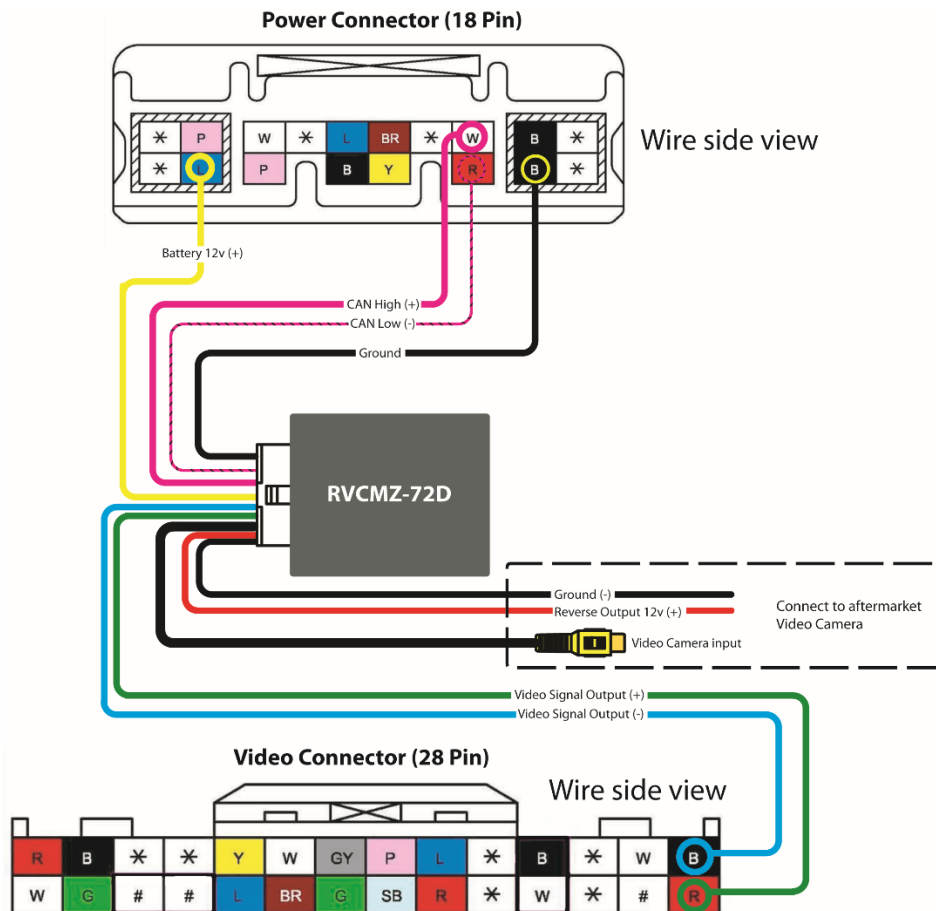 Power Connector (18 Pin)
* P W * L BR * W B *
Wire side view
* L P B Y R B *
Battery 12v (+)
CAN High (+)
CAN Low (-)
Ground
RVCMZ-72D
Ground (-)
Reverse Output 12v (+)
Connect to aftermarket
Video Camera
Video Camera input
Video Signal Output (+)
Video Signal Output (-)
Video Connector (28 Pin)
Wire side view
R B * * Y W GY P L * B * W B
W G # # L BR G SB R * W * # R